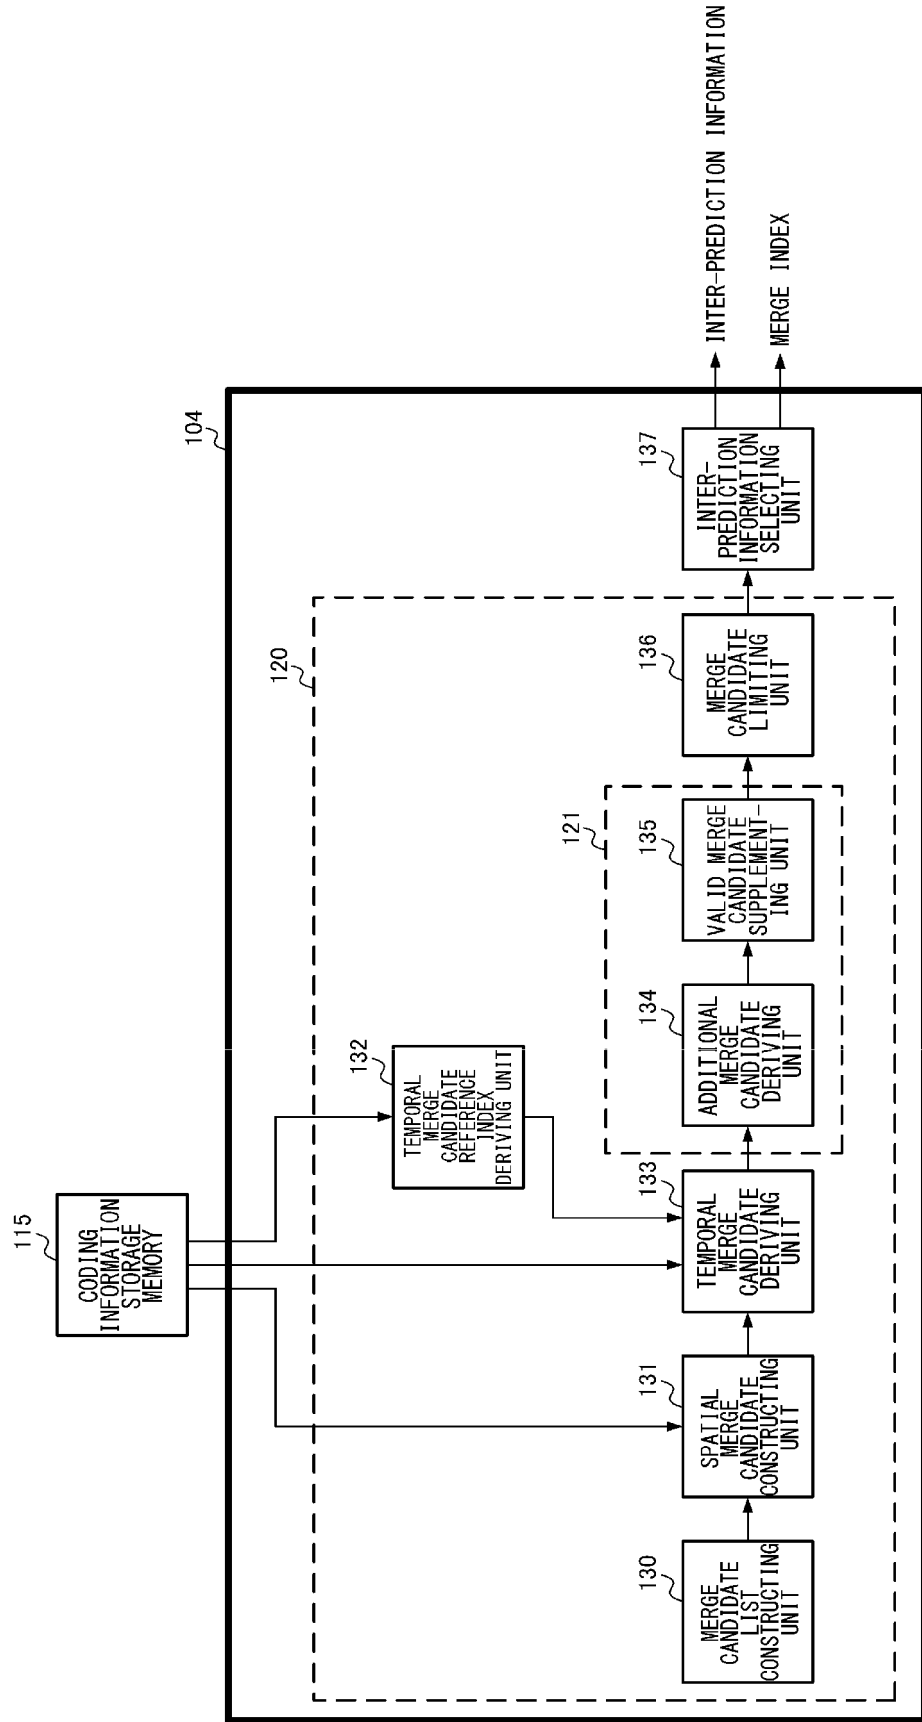 115
CODING
INFORMATION
STORAGE
MEMORY
104
120
132
TEMPORAL
MERGE
CANDIDATE
REFERENCE
INDEX
DERIVING UNIT
121
130
MERGE
CANDIDATE
LIST
CONSTRUCTING
UNIT
131
SPATIAL
MERGE
CANDIDATE
CONSTRUCTING
UNIT
133
TEMPORAL
MERGE
CANDIDATE
DERIVING
UNIT
134
ADDITIONAL
MERGE
CANDIDATE
DERIVING
UNIT
135
VALID MERGE
CANDIDATE
SUPPLEMENT-
ING UNIT
136
MERGE
CANDIDATE
LIMITING
UNIT
137
INTER-
PREDICTION
INFORMATION
SELECTING
UNIT
INTER-PREDICTION INFORMATION
MERGE INDEX